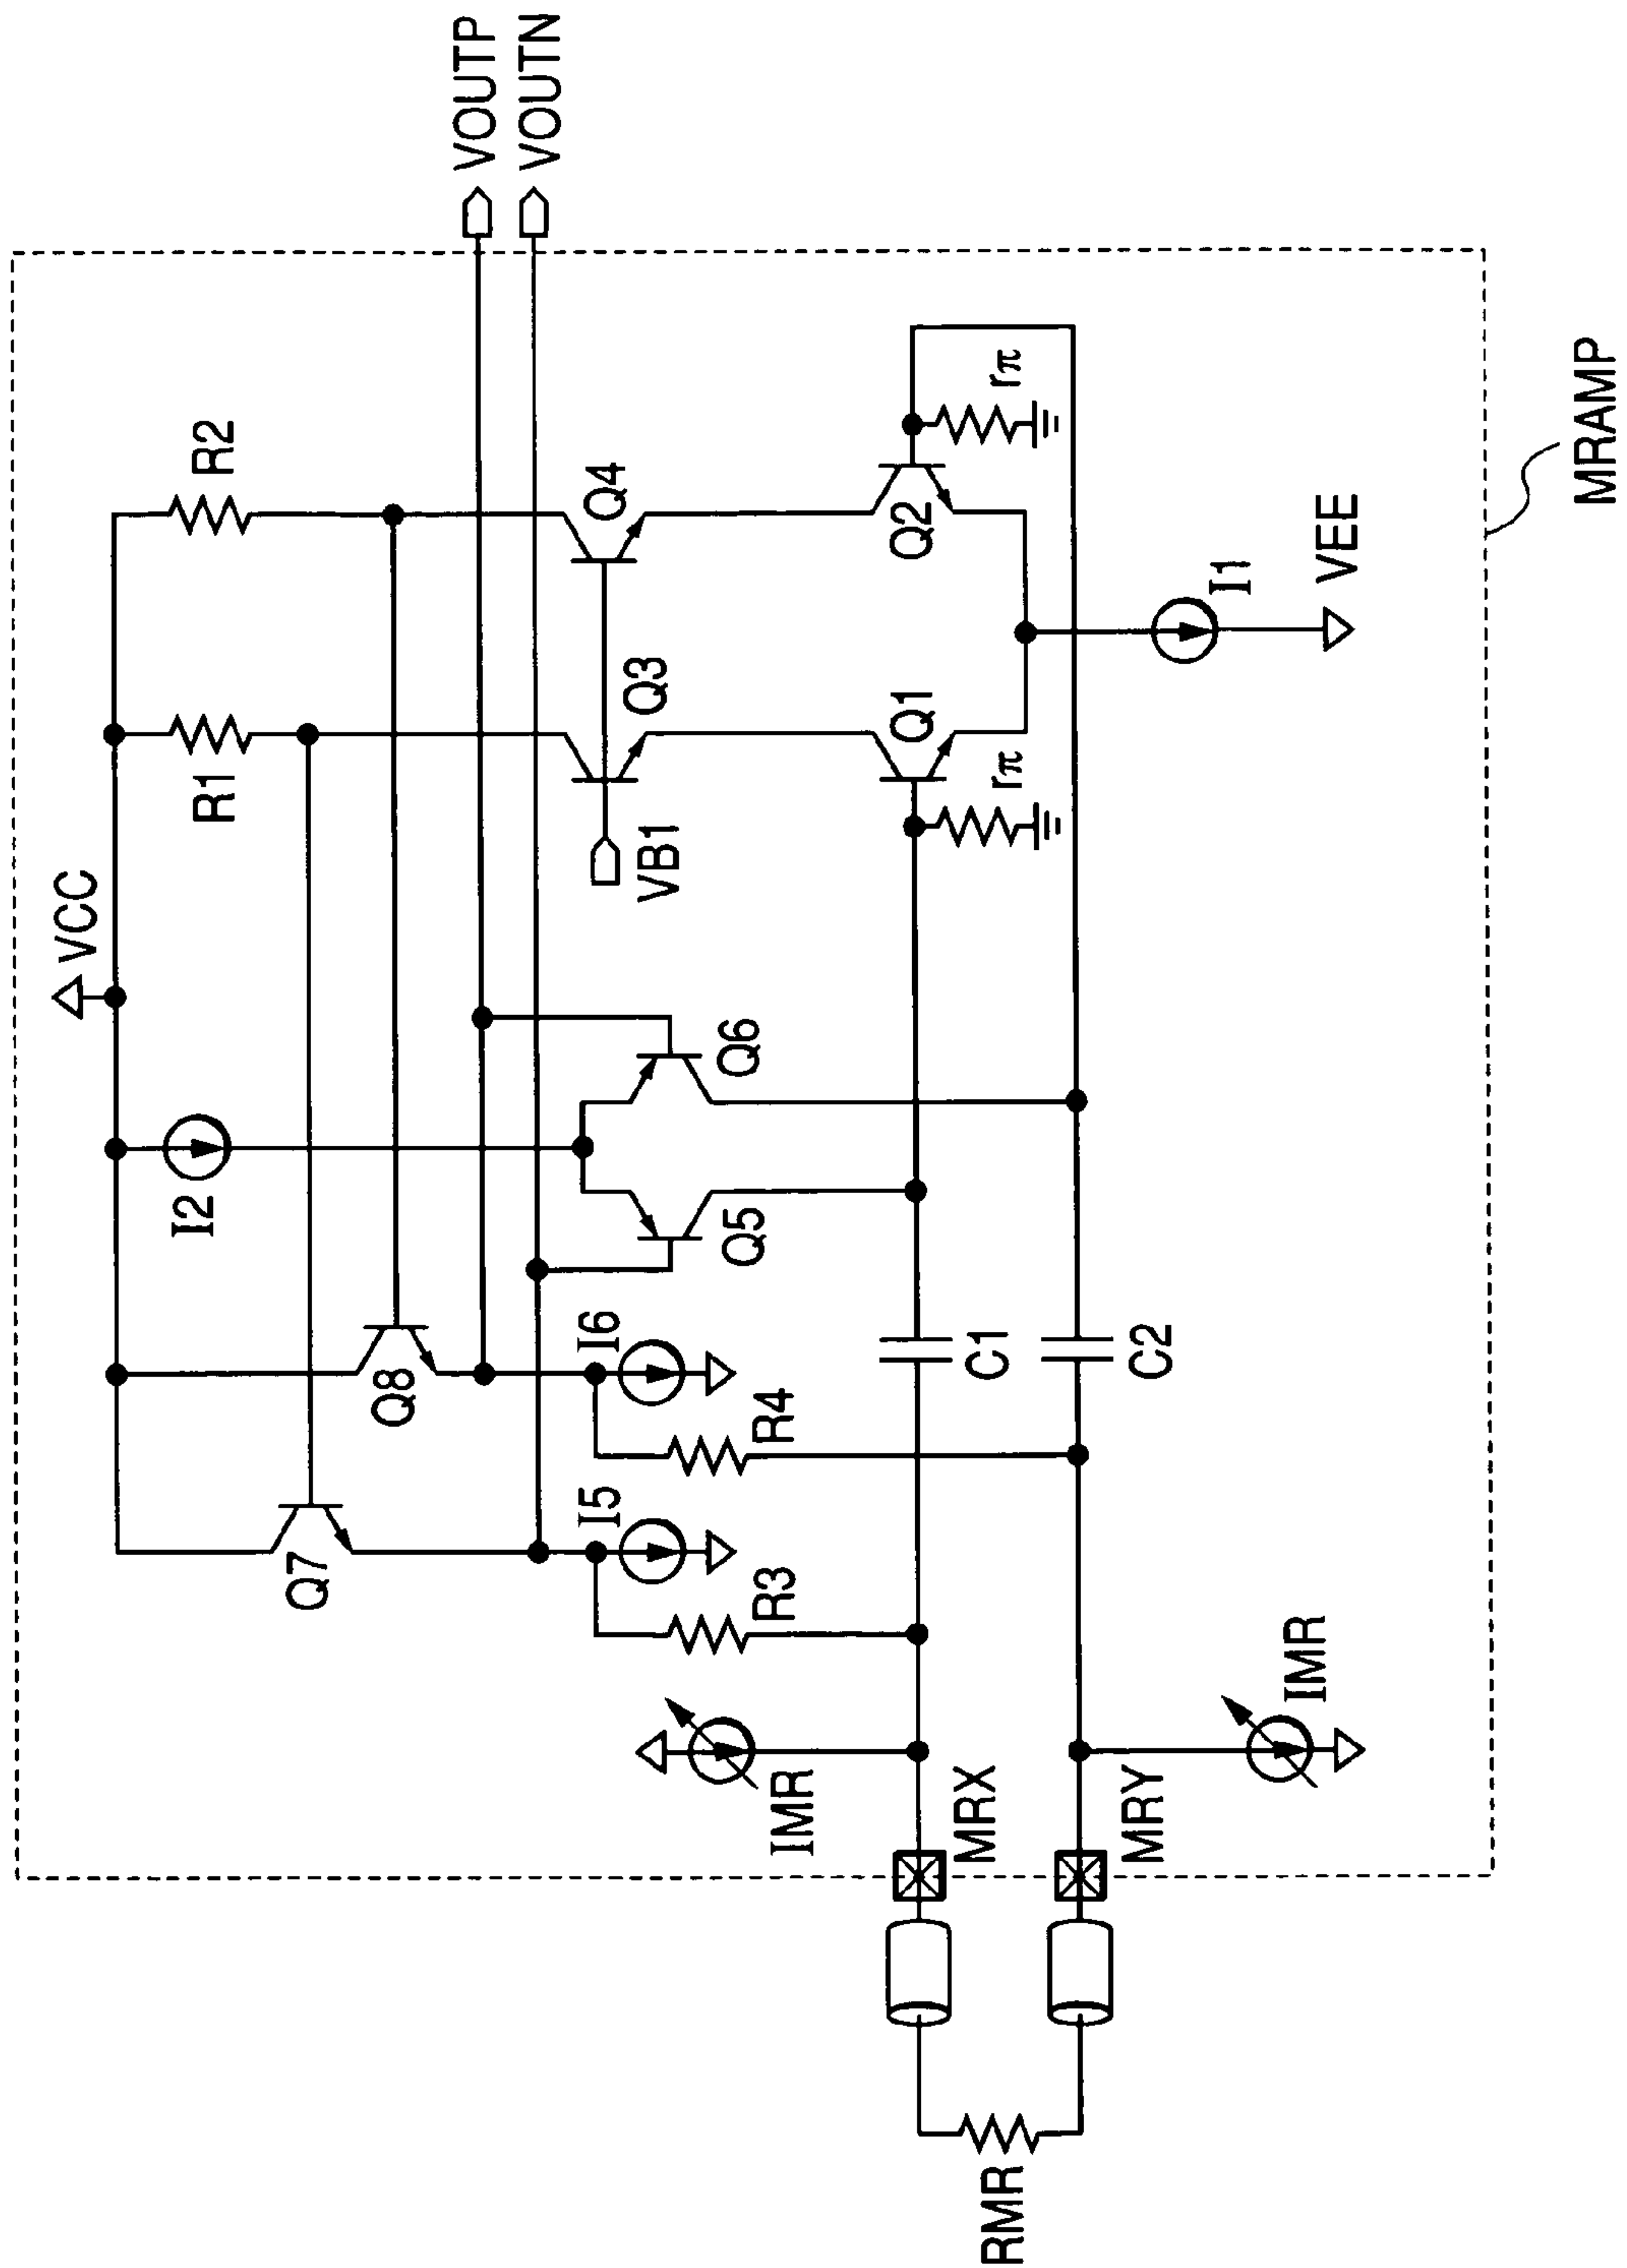 VCC
R1
R2
I2
Q7
Q8
VOUTP
VOUTN
Q3
Q4
VB1
Q5
Q6
I5
I6
R3
R4
Q1
Q2
rπ
rπ
IMR
MRX
MRY
C1
C2
RMR
IMR
I1
VEE
MRAMP